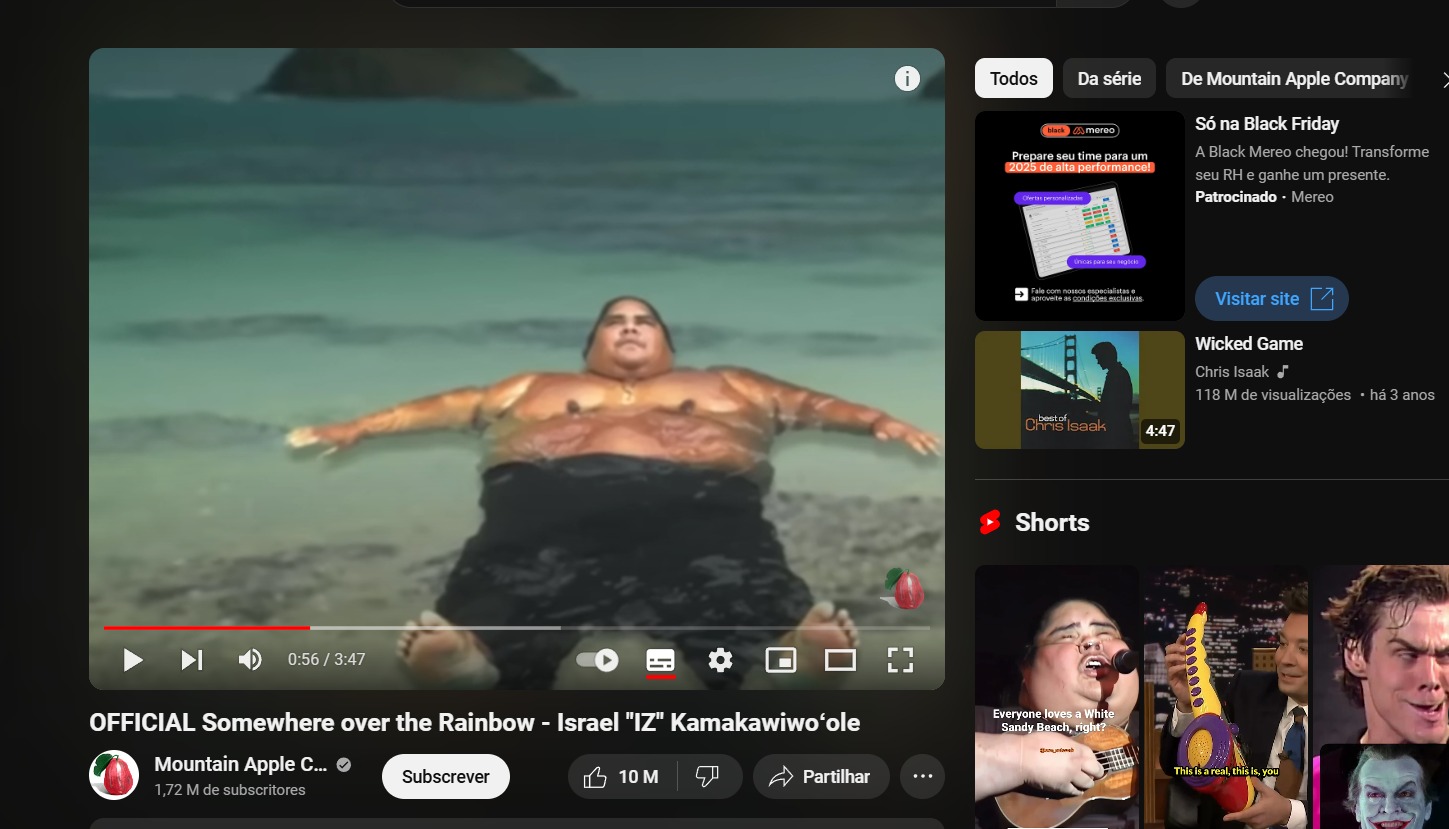 0:56 / 3:47
OFFICIAL Somewhere over the Rainbow - Israel "IZ" Kamakawiwoʻole
Mountain Apple C...
1,72 M de subscritores
Subscrever
10 M
Partilhar
Todos
Da série
De Mountain Apple Company
black mereo
Prepare seu time para um
2025 de alta performance!
Ofertas personalizadas
Únicas para seu negócio
Fale com nossos especialistas e
aproveite as condições exclusivas.
Só na Black Friday
A Black Mereo chegou! Transforme
seu RH e ganhe um presente.
Patrocinado · Mereo
Visitar site
best of
Chris Isaak
4:47
Wicked Game
Chris Isaak
118 M de visualizações • há 3 anos
Shorts
Everyone loves a White
Sandy Beach, right?
This is a real, this is, you